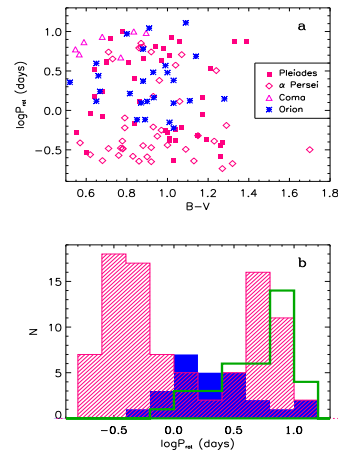 a
1.0
0.5
0.0
-0.5
logP_rot (days)
Pleiades
α Persei
Coma
Orion
0.6 0.8 1.0 1.2 1.4 1.6 1.8
B-V
b
15
10
5
0
N
-0.5 0.0 0.5 1.0
logP_rot (days)